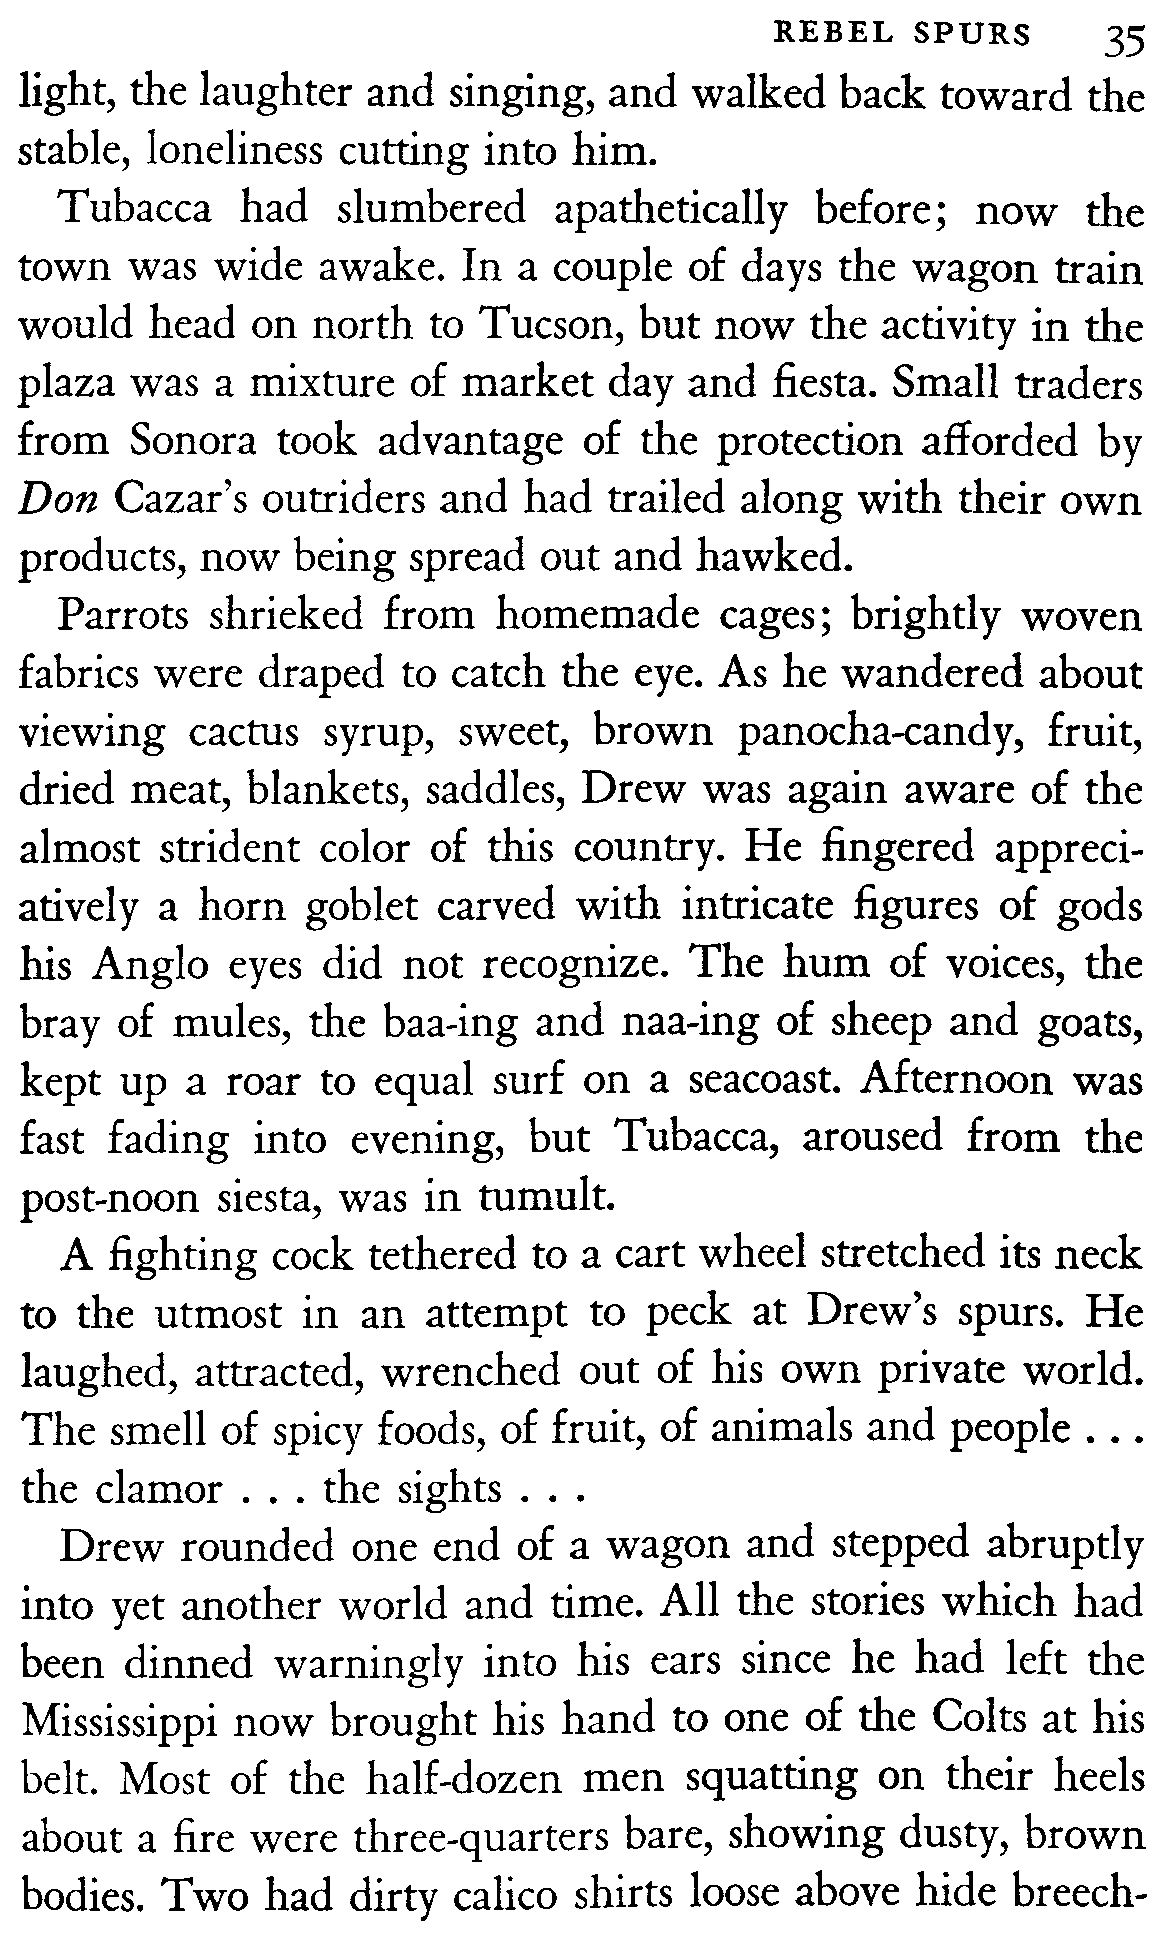 REBEL SPURS 35
light, the laughter and singing, and walked back toward the
stable, loneliness cutting into him.
Tubacca had slumbered apathetically before; now the
town was wide awake. In a couple of days the wagon train
would head on north to Tucson, but now the activity in the
plaza was a mixture of market day and fiesta. Small traders
from Sonora took advantage of the protection afforded by
Don Cazar's outriders and had trailed along with their own
products, now being spread out and hawked.
Parrots shrieked from homemade cages; brightly woven
fabrics were draped to catch the eye. As he wandered about
viewing cactus syrup, sweet, brown panocha-candy, fruit,
dried meat, blankets, saddles, Drew was again aware of the
almost strident color of this country. He fingered appreci-
atively a horn goblet carved with intricate figures of gods
his Anglo eyes did not recognize. The hum of voices, the
bray of mules, the baa-ing and naa-ing of sheep and goats,
kept up a roar to equal surf on a seacoast. Afternoon was
fast fading into evening, but Tubacca, aroused from the
post-noon siesta, was in tumult.
A fighting cock tethered to a cart wheel stretched its neck
to the utmost in an attempt to peck at Drew's spurs. He
laughed, attracted, wrenched out of his own private world.
The smell of spicy foods, of fruit, of animals and people . . .
the clamor . . . the sights . . .
Drew rounded one end of a wagon and stepped abruptly
into yet another world and time. All the stories which had
been dinned warningly into his ears since he had left the
Mississippi now brought his hand to one of the Colts at his
belt. Most of the half-dozen men squatting on their heels
about a fire were three-quarters bare, showing dusty, brown
bodies. Two had dirty calico shirts loose above hide breech-